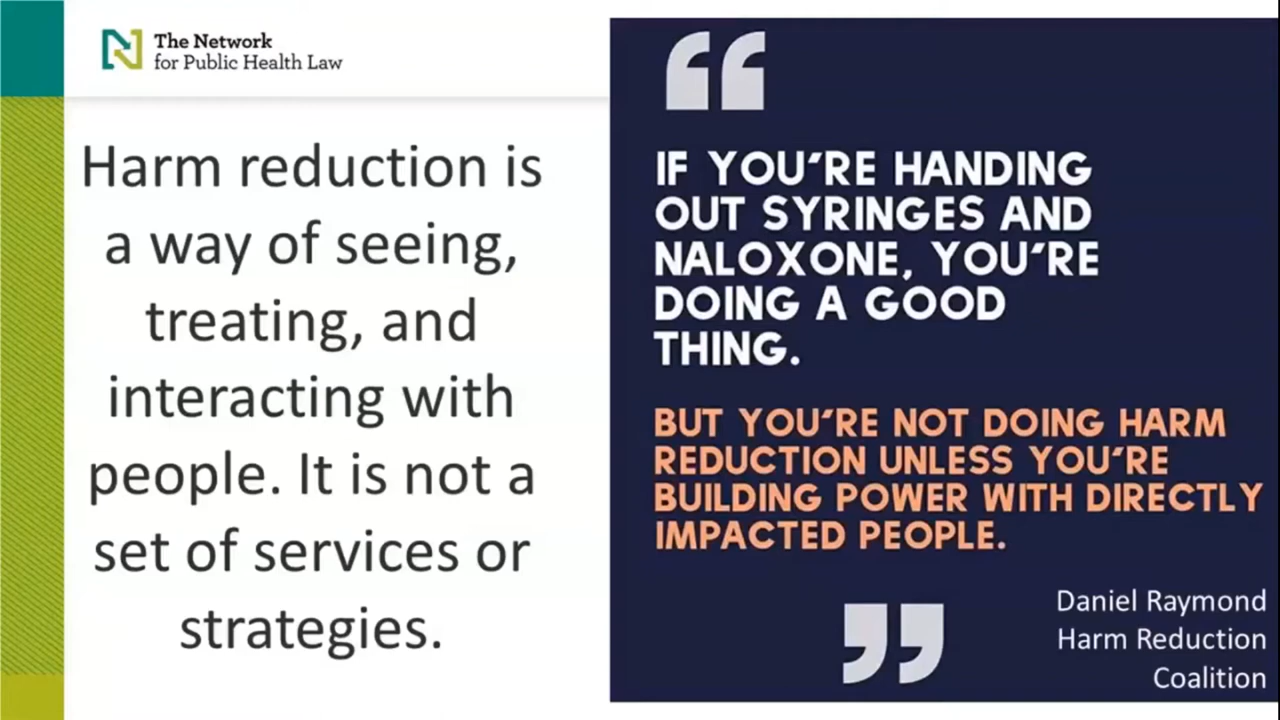 The Network
for Public Health Law
Harm reduction is
a way of seeing,
treating, and
interacting with
people. It is not a
set of services or
strategies.
“
IF YOU’RE HANDING
OUT SYRINGES AND
NALOXONE, YOU’RE
DOING A GOOD
THING.
BUT YOU’RE NOT DOING HARM
REDUCTION UNLESS YOU’RE
BUILDING POWER WITH DIRECTLY
IMPACTED PEOPLE.
”
Daniel Raymond
Harm Reduction
Coalition